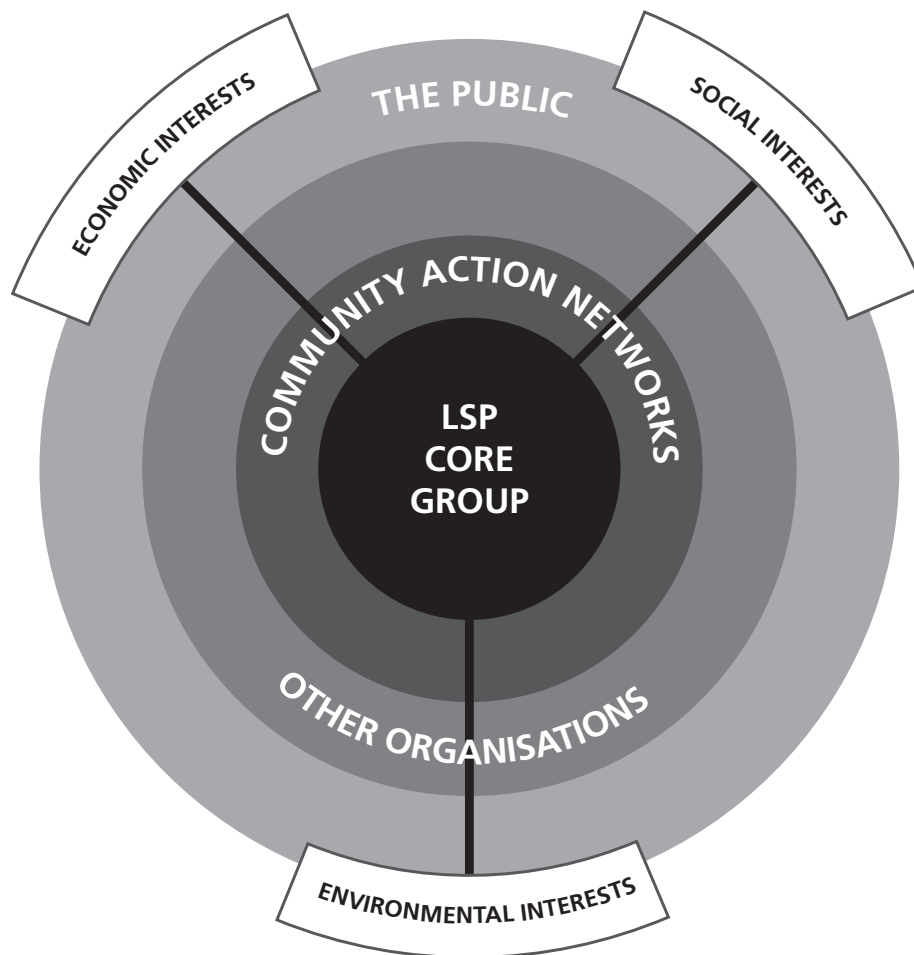 ECONOMIC INTERESTS
THE PUBLIC
SOCIAL INTERESTS
COMMUNITY ACTION NETWORKS
LSP
CORE
GROUP
OTHER ORGANISATIONS
ENVIRONMENTAL INTERESTS